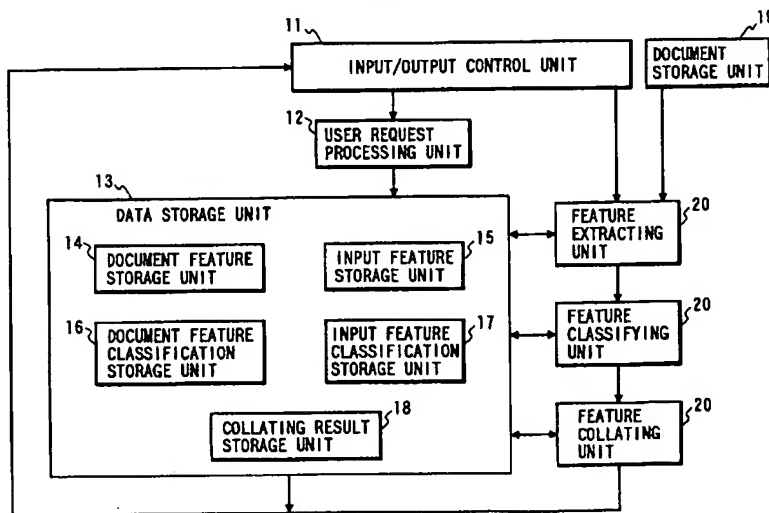 11
INPUT/OUTPUT CONTROL UNIT
19
DOCUMENT
STORAGE UNIT
12
USER REQUEST
PROCESSING UNIT
13
DATA STORAGE UNIT
14
DOCUMENT FEATURE
STORAGE UNIT
15
INPUT FEATURE
STORAGE UNIT
20
FEATURE
EXTRACTING
UNIT
16
DOCUMENT FEATURE
CLASSIFICATION
STORAGE UNIT
17
INPUT FEATURE
CLASSIFICATION
STORAGE UNIT
20
FEATURE
CLASSIFYING
UNIT
18
COLLATING RESULT
STORAGE UNIT
20
FEATURE
COLLATING
UNIT